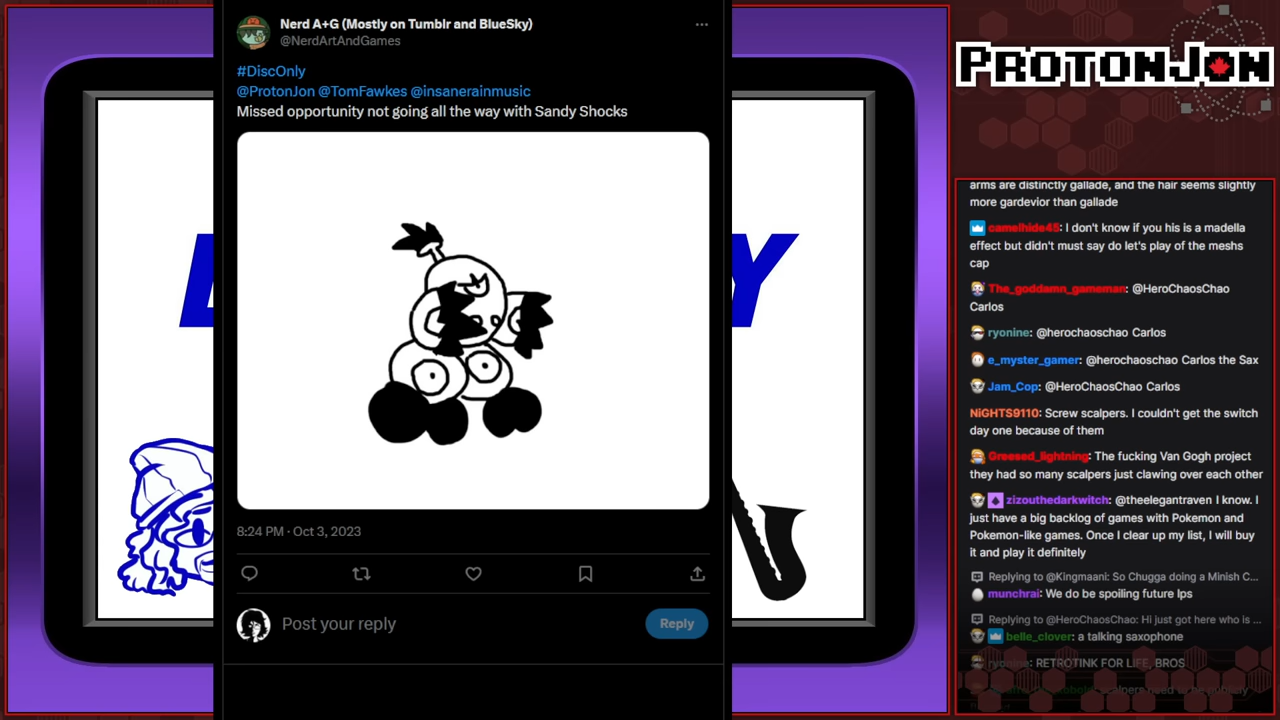 Nerd A+G (Mostly on Tumblr and BlueSky)
@NerdArtAndGames
#DiscOnly
@ProtonJon @TomFawkes @insanerainmusic
Missed opportunity not going all the way with Sandy Shocks
8:24 PM · Oct 3, 2023
Post your reply
Reply
Y
PROTONJON
arms are distinctly gallade, and the hair seems slightly
more gardevior than gallade
camelhide45: I don't know if you his is a madella
effect but didn't must say do let's play of the meshs
cap
The_goddamn_gameman: @HeroChaosChao
Carlos
ryonine: @herochaoschao Carlos
e_myster_gamer: @herochaoschao Carlos the Sax
Jam_Cop: @HeroChaosChao Carlos
NiGHTS9110: Screw scalpers. I couldn't get the switch
day one because of them
Greased_lightning: The fucking Van Gogh project
they had so many scalpers just clawing over each other
zizouthedarkwitch: @theelegantraven I know. I
just have a big backlog of games with Pokemon and
Pokemon-like games. Once I clear up my list, I will buy
it and play it definitely
Replying to @Kingmaani: So Chugga doing a Minish C...
munchrai: We do be spoiling future lps
Replying to @HeroChaosChao: Hi just got here who is ...
belle_clover: a talking saxophone
ryonine: RETROTINK FOR LIFE, BROS